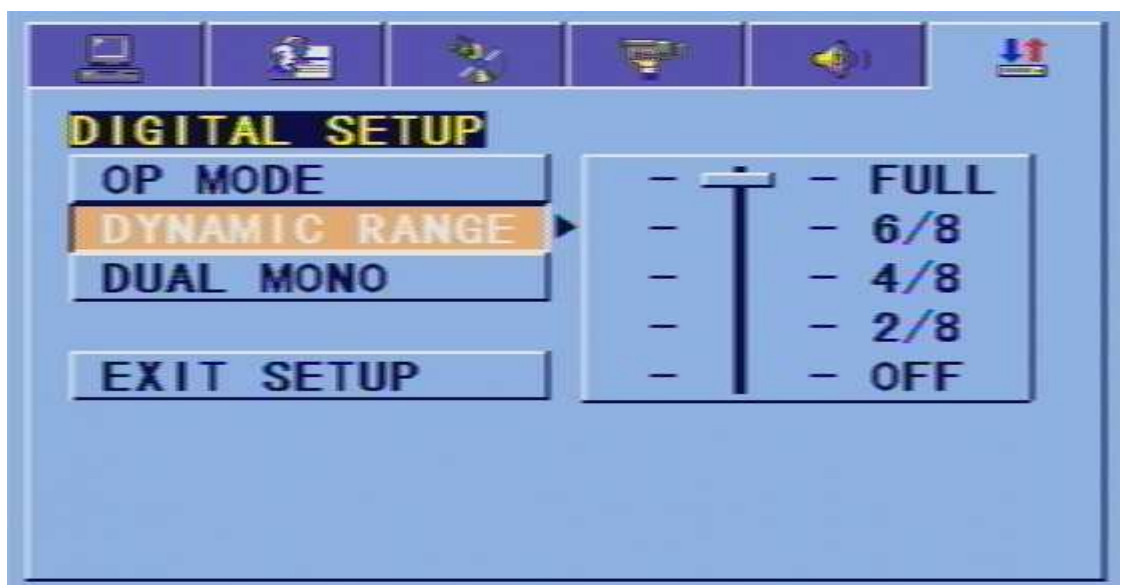 DIGITAL SETUP
OP MODE
DYNAMIC RANGE
DUAL MONO
EXIT SETUP
FULL
6/8
4/8
2/8
OFF